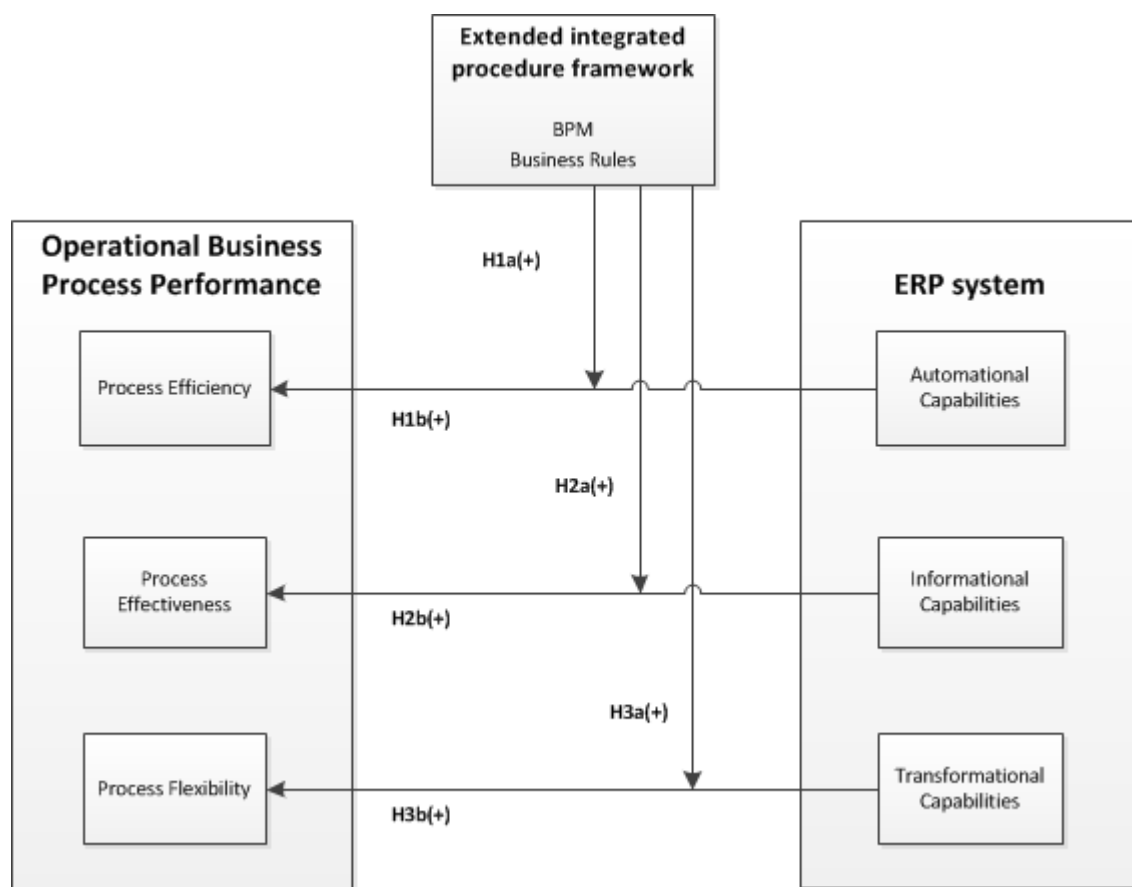 Extended integrated
procedure framework
BPM
Business Rules
Operational Business
Process Performance
H1a(+)
ERP system
Process Efficiency
Automational
Capabilities
H1b(+)
H2a(+)
Process
Effectiveness
Informational
Capabilities
H2b(+)
H3a(+)
Process Flexibility
Transformational
Capabilities
H3b(+)